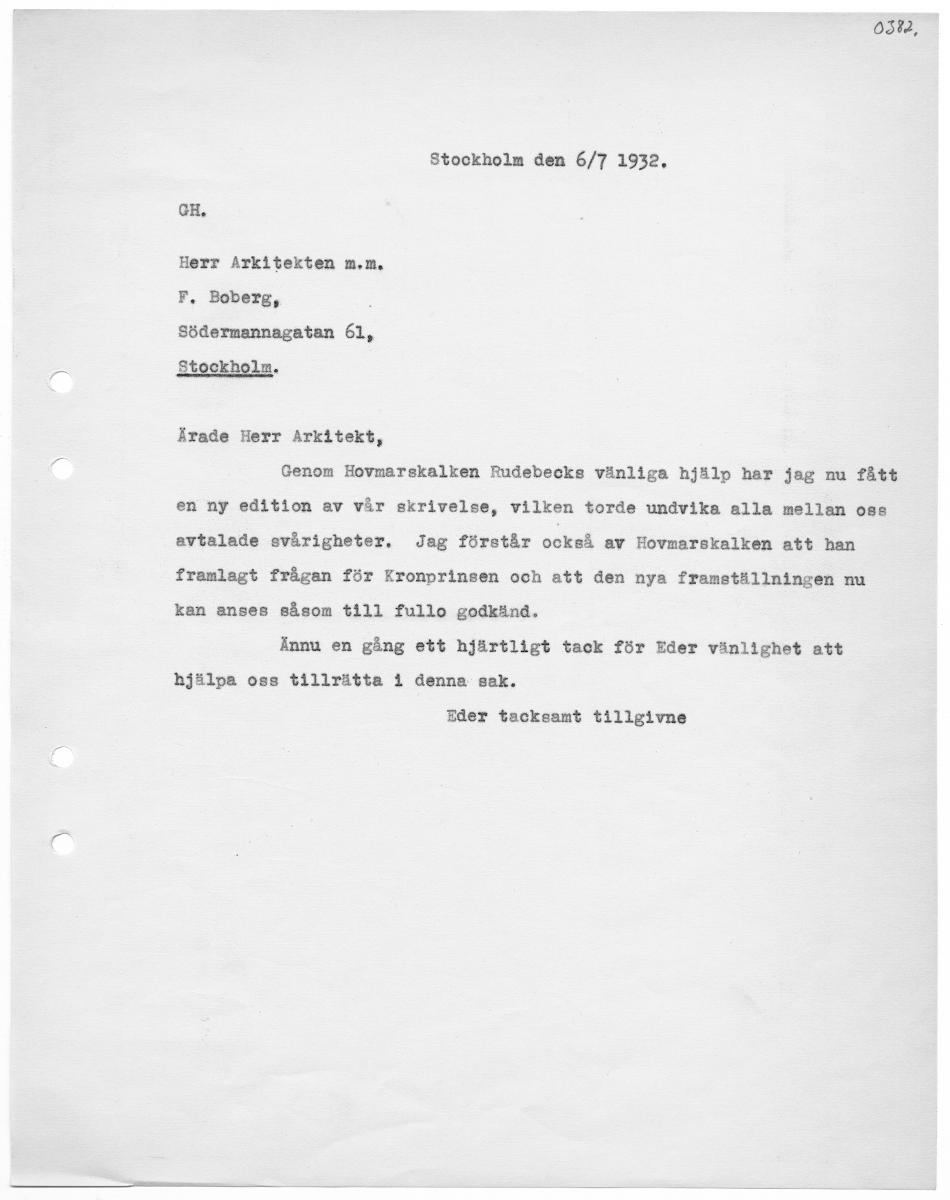 0382.
Stockholm den 6/7 1932.
GH.
Herr Arkitekten m.m.
F. Boberg,
Södermannagatan 61,
Stockholm.
Ärade Herr Arkitekt,
Genom Hovmarskalken Rudebecks vänliga hjälp har jag nu fått
en ny edition av vår skrivelse, vilken torde undvika alla mellan oss
avtalade svårigheter. Jag förstår också av Hovmarskalken att han
framlagt frågan för Kronprinsen och att den nya framställningen nu
kan anses såsom till fullo godkänd.
Ännu en gång ett hjärtligt tack för Eder vänlighet att
hjälpa oss tillrätta i denna sak.
Eder tacksamt tillgivne